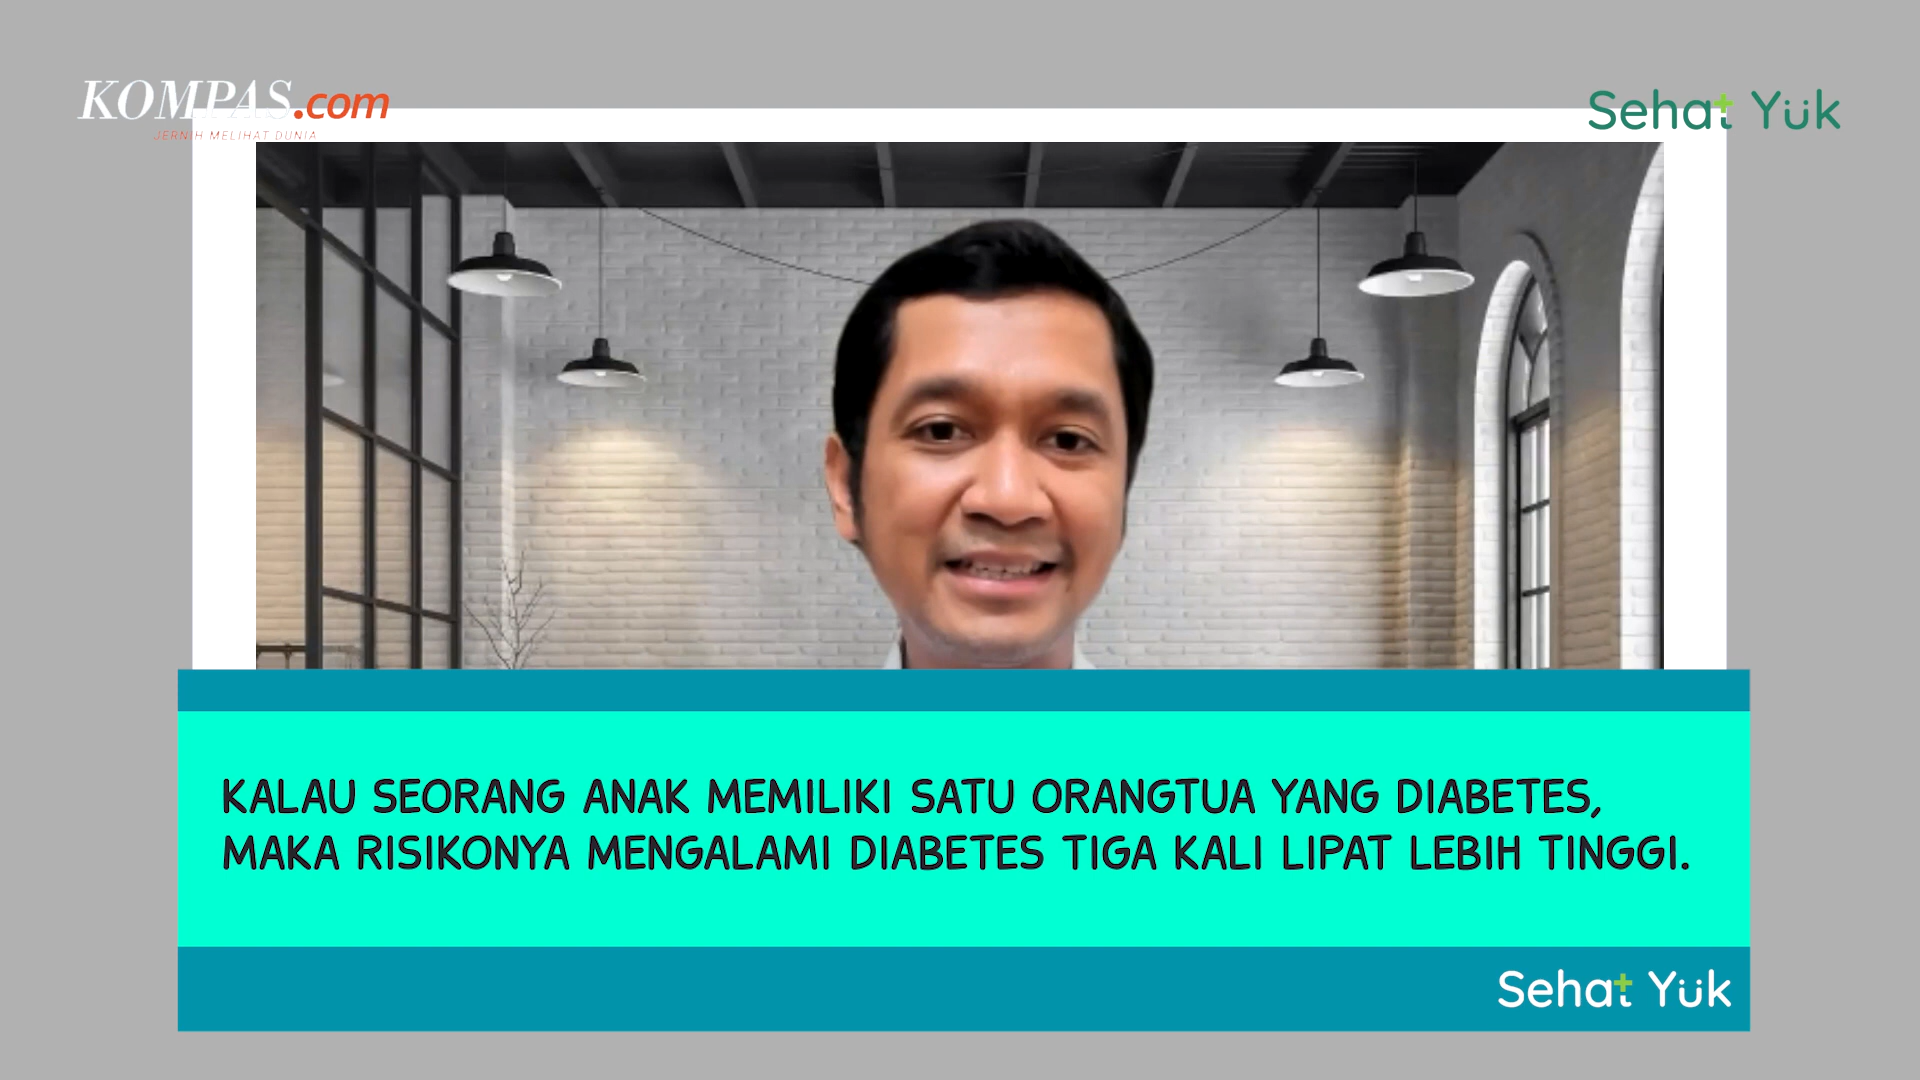 KOMPAS.com
JERNIH MELIHAT DUNIA
Sehat Yuk
KALAU SEORANG ANAK MEMILIKI SATU ORANGTUA YANG DIABETES,
MAKA RISIKONYA MENGALAMI DIABETES TIGA KALI LIPAT LEBIH TINGGI.
Sehat Yuk